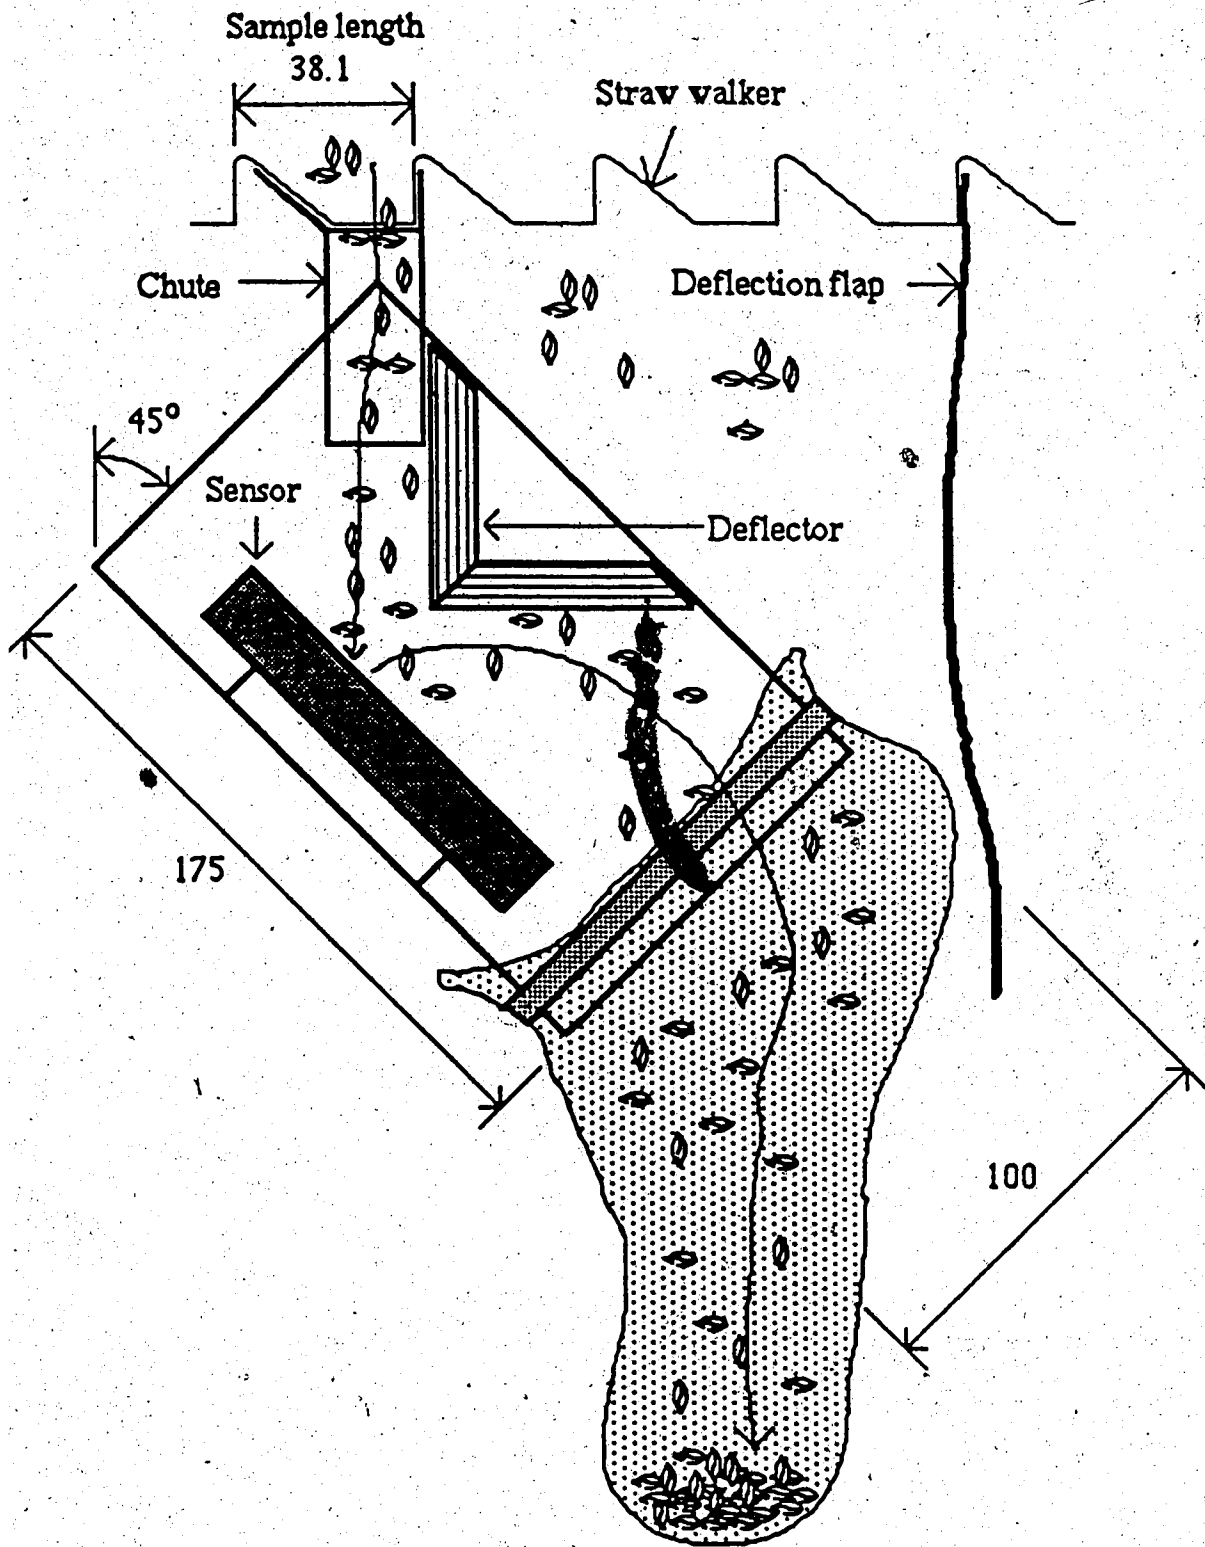 Sample length
38.1
Straw walker
Chute
Deflection flap
45°
Sensor
Deflector
175
100